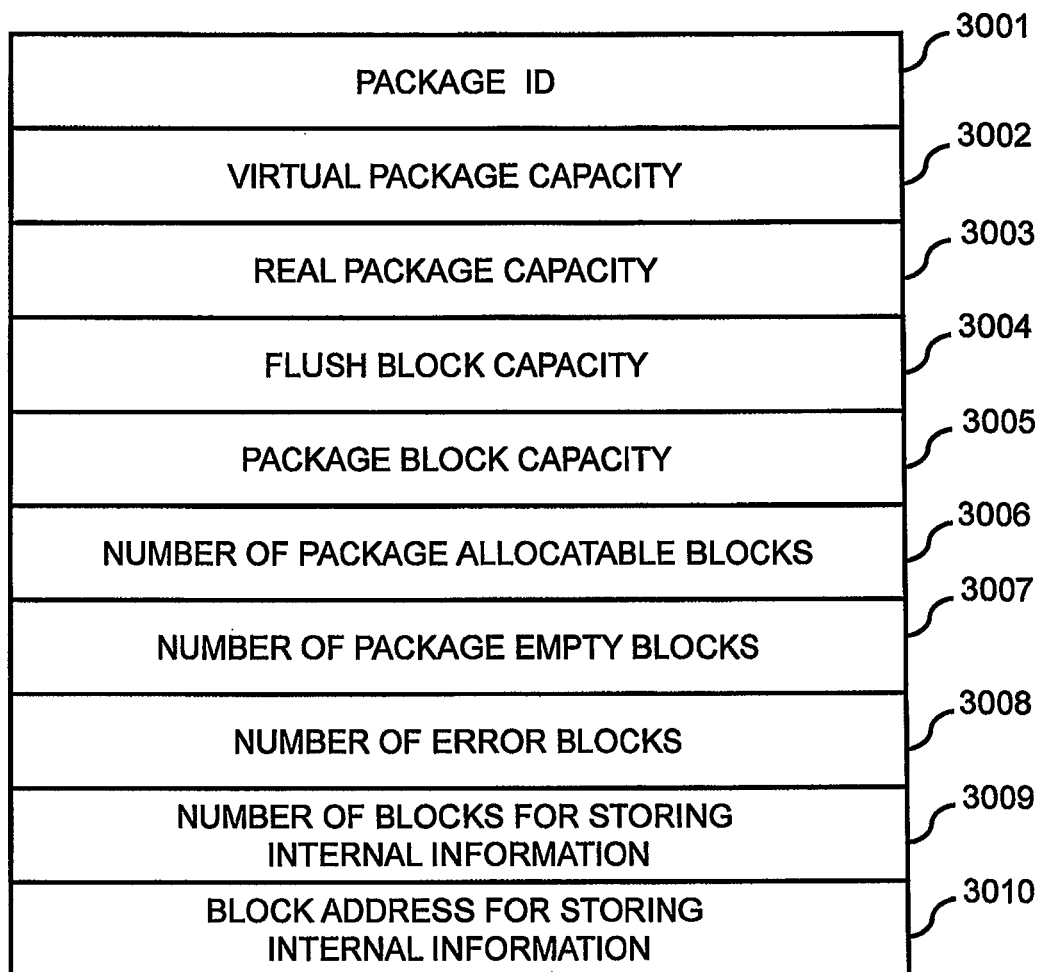 3001
PACKAGE ID
3002
VIRTUAL PACKAGE CAPACITY
3003
REAL PACKAGE CAPACITY
3004
FLUSH BLOCK CAPACITY
3005
PACKAGE BLOCK CAPACITY
3006
NUMBER OF PACKAGE ALLOCATABLE BLOCKS
3007
NUMBER OF PACKAGE EMPTY BLOCKS
3008
NUMBER OF ERROR BLOCKS
3009
NUMBER OF BLOCKS FOR STORING
INTERNAL INFORMATION
3010
BLOCK ADDRESS FOR STORING
INTERNAL INFORMATION